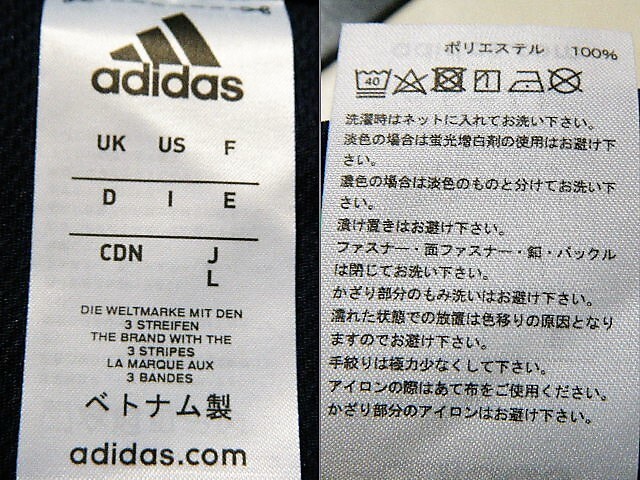 adidas
UK US F
D I E
CDN J
L
DIE WELTMARKE MIT DEN
3 STREIFEN
THE BRAND WITH THE
3 STRIPES
LA MARQUE AUX
3 BANDES
ベトナム製
adidas.com
ポリエステル 100%
40
洗濯時はネットに入れてお洗い下さい。
淡色の場合は蛍光増白剤の使用はお避け下
さい。
濃色の場合は淡色のものと分けてお洗い下
さい。
漬け置きはお避け下さい。
ファスナー・面ファスナー・釦・バックル
は閉じてお洗い下さい。
かざり部分のもみ洗いはお避け下さい。
濡れた状態での放置は色移りの原因となり
ますのでお避け下さい。
手絞りは極力少なくして下さい。
アイロンの際はあて布をご使用ください。
かざり部分のアイロンはお避け下さい。